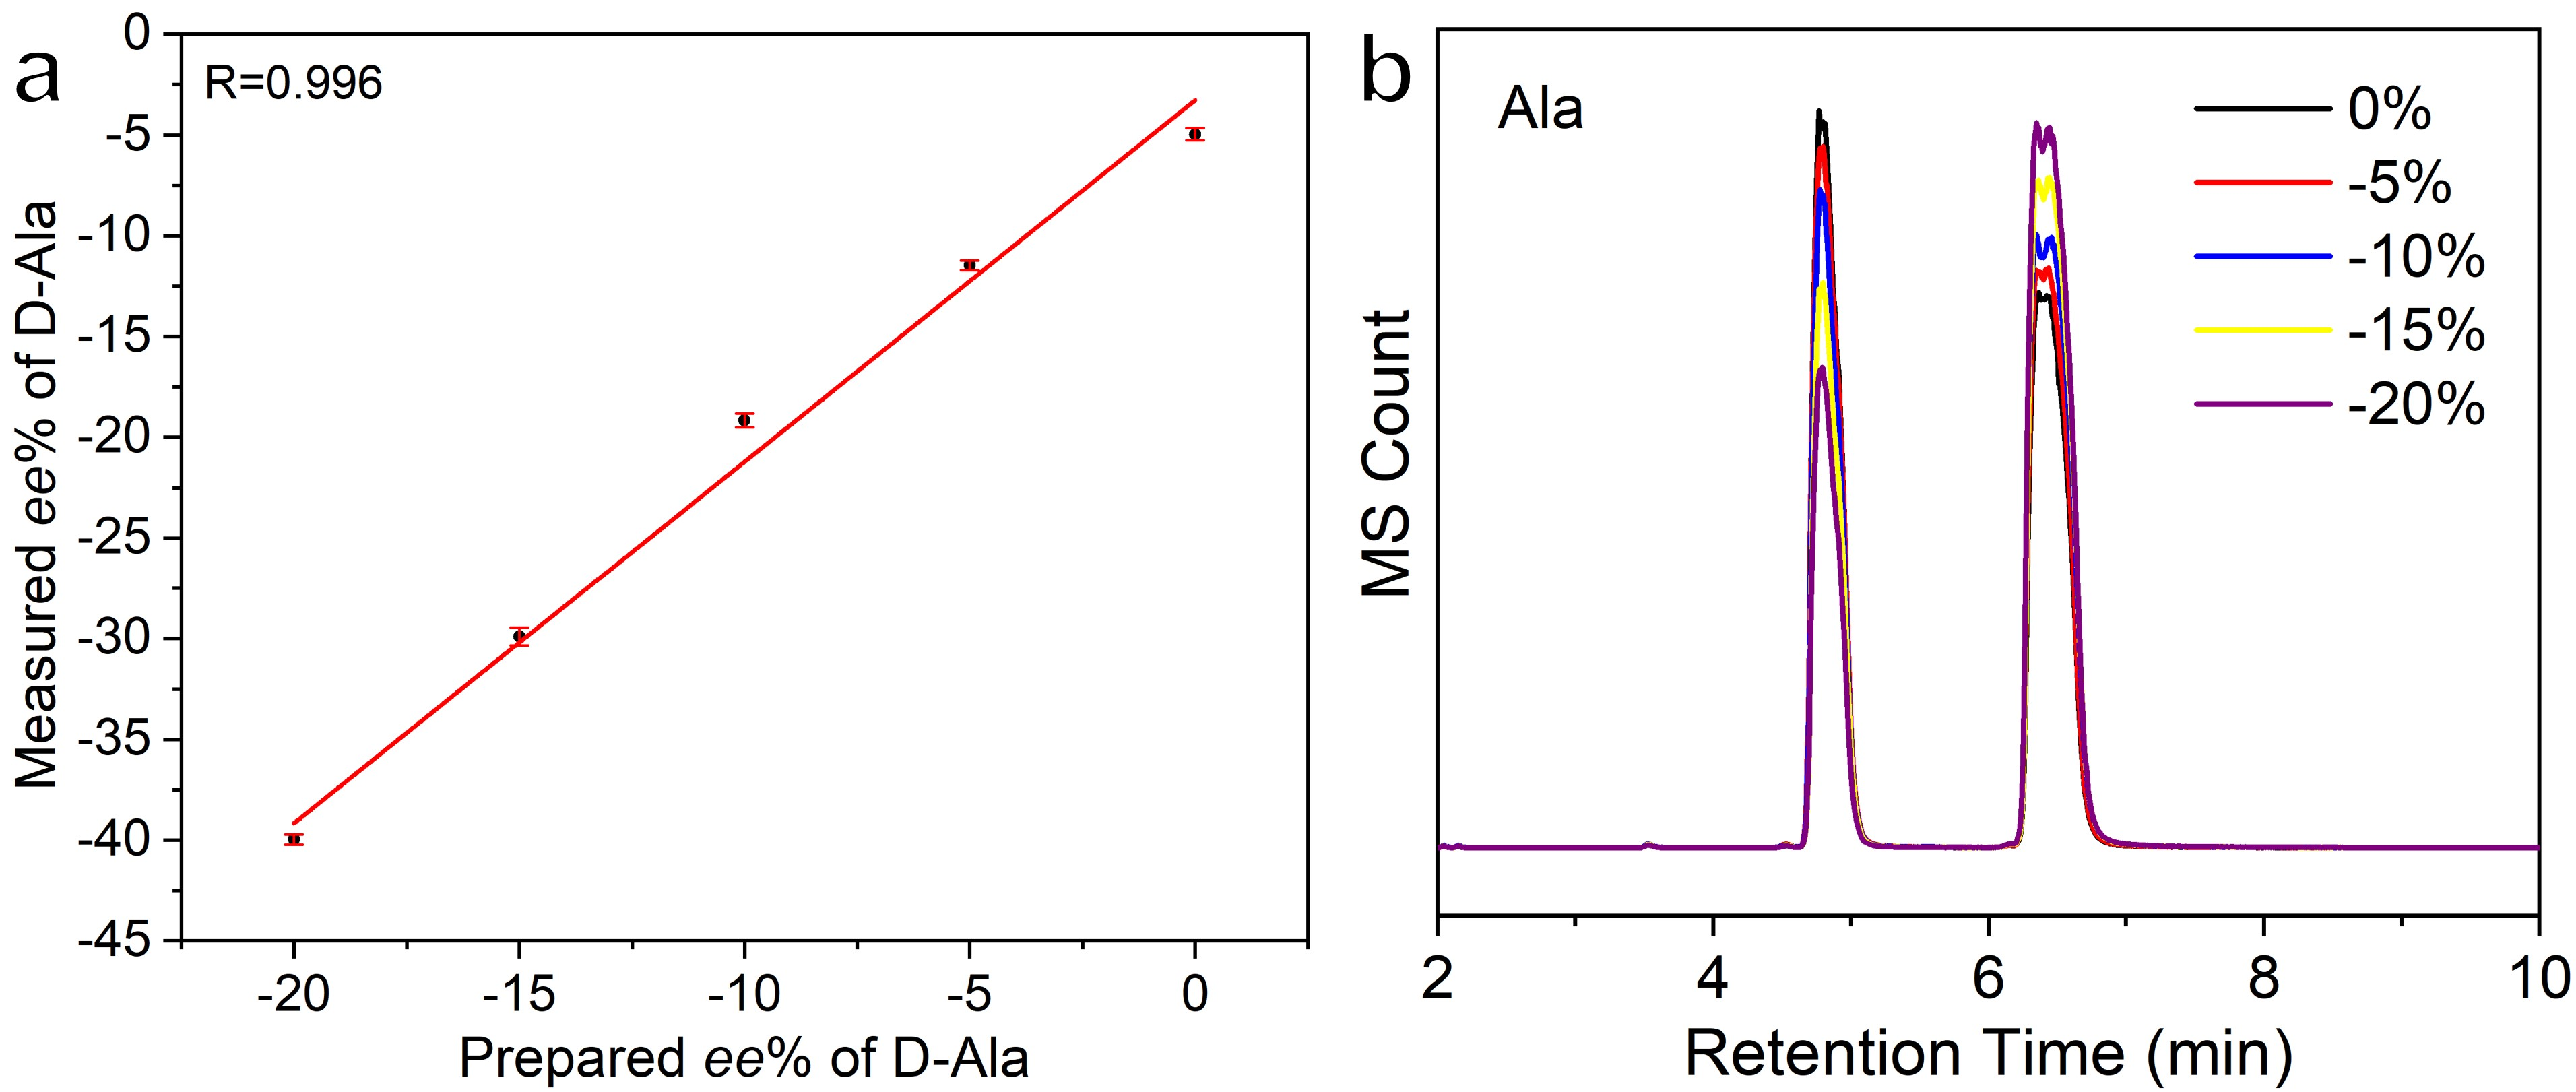 a
R=0.996
0
-5
-10
-15
-20
-25
-30
-35
-40
-45
Measured ee% of D-Ala
-20 -15 -10 -5 0
Prepared ee% of D-Ala
b
Ala
0%
-5%
-10%
-15%
-20%
MS Count
2 4 6 8 10
Retention Time (min)